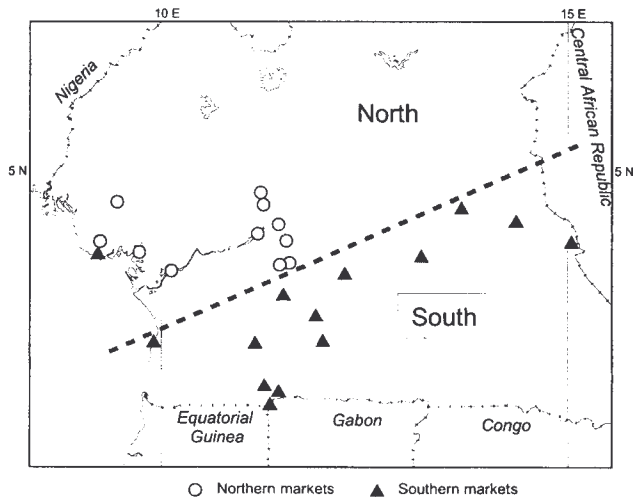 10 E
15 E
Nigeria
Central African Republic
North
5 N
5 N
South
Equatorial
Guinea
Gabon
Congo
Northern markets
Southern markets